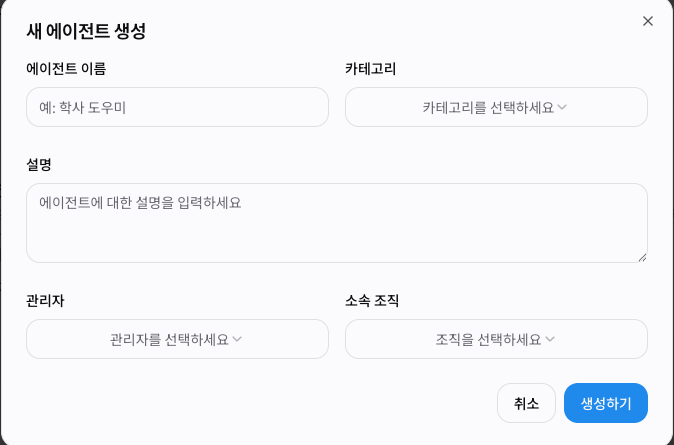 새 에이전트 생성
에이전트 이름
카테고리
예: 학사 도우미
카테고리를 선택하세요
설명
에이전트에 대한 설명을 입력하세요
관리자
소속 조직
관리자를 선택하세요
조직을 선택하세요
취소
생성하기